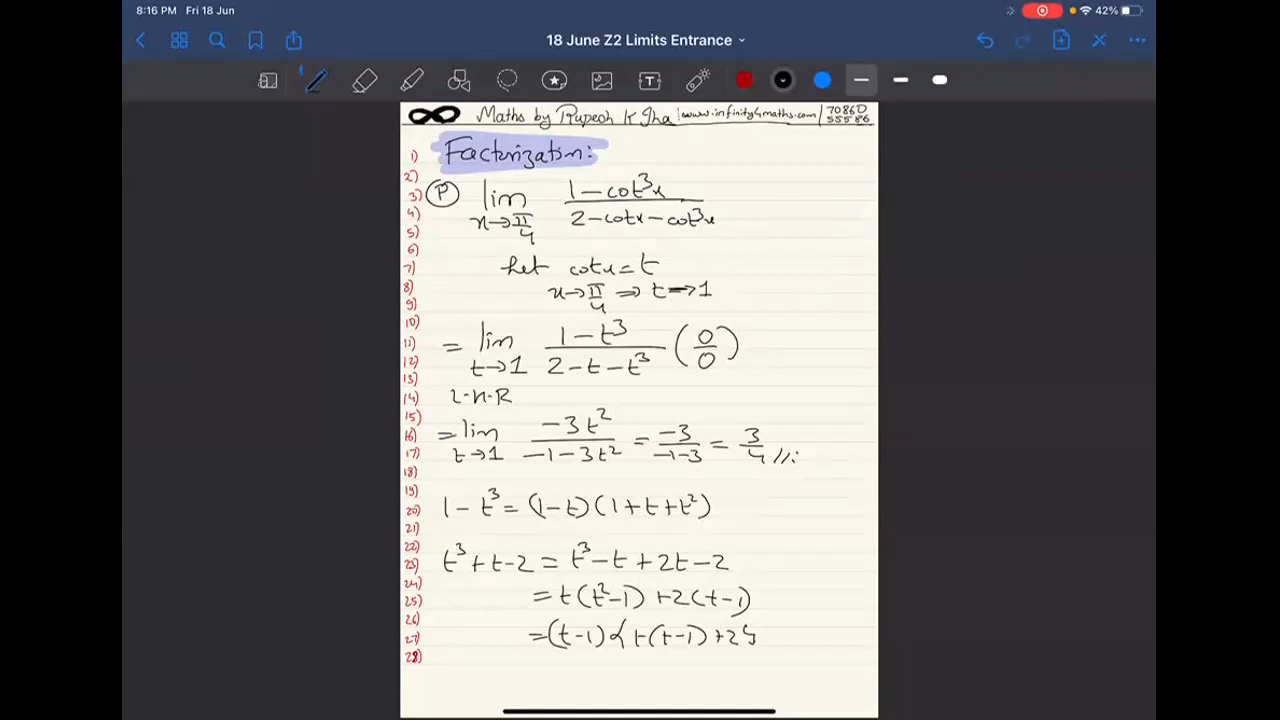 8:16 PM Fri 18 Jun 42%
18 June Z2 Limits Entrance
∞ Maths by Rupesh K Jha | www.infinity4maths.com | 70860 55586
1) Factorization:
2)
3) (P) lim x→π/4 (1 - cot³x)/(2 - cotx - cot³x)
4)
5)
6)
7) Let cotx = t
8) x→π/4 ⇒ t→1
9)
10)
11) = lim t→1 (1 - t³)/(2 - t - t³) (0/0)
12)
13)
14) L-H-R
15)
16) = lim t→1 (-3t²)/(-1-3t²) = -3/(-1-3) = 3/4 //:
17)
18)
19)
20) 1 - t³ = (1-t)(1+t+t²)
21)
22)
23) t³+t-2 = t³-t+2t-2
24)
25) = t(t²-1) +2(t-1)
26)
27) =(t-1){t(t-1)+2}
28)